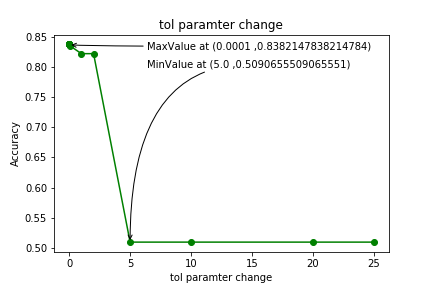 tol paramter change
MaxValue at (0.0001 ,0.8382147838214784)
MinValue at (5.0 ,0.5090655509065551)
Accuracy
0.85
0.80
0.75
0.70
0.65
0.60
0.55
0.50
0
5
10
15
20
25
tol paramter change